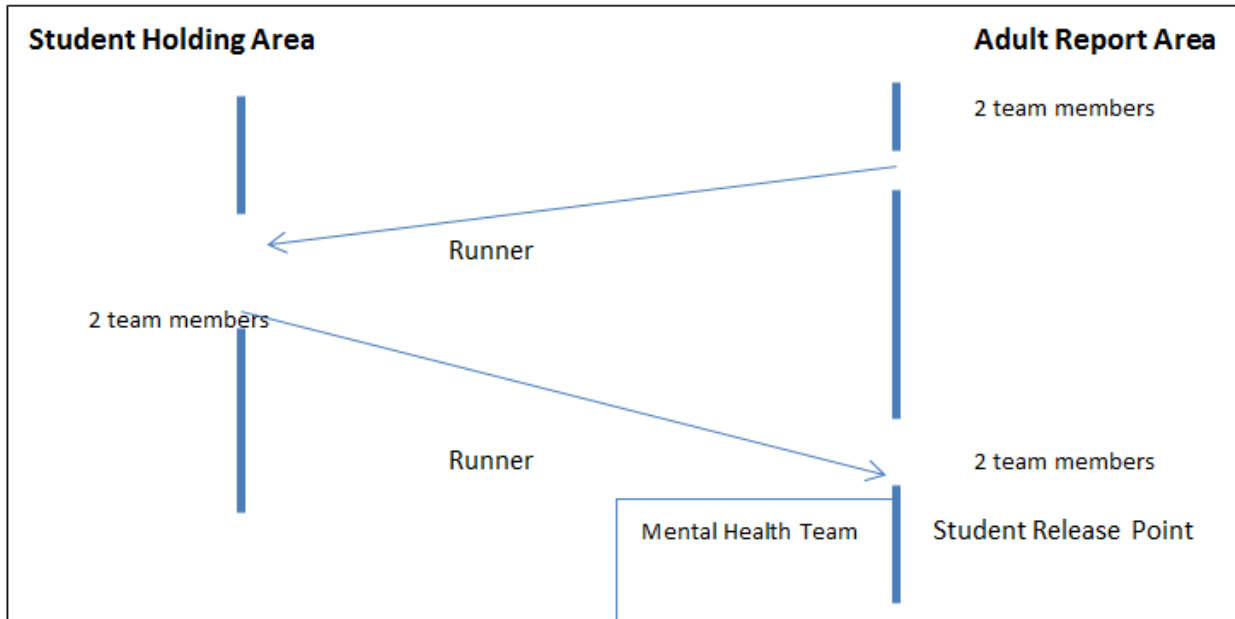 Student Holding Area
Adult Report Area
2 team members
Runner
2 team members
Runner
2 team members
Mental Health Team
Student Release Point